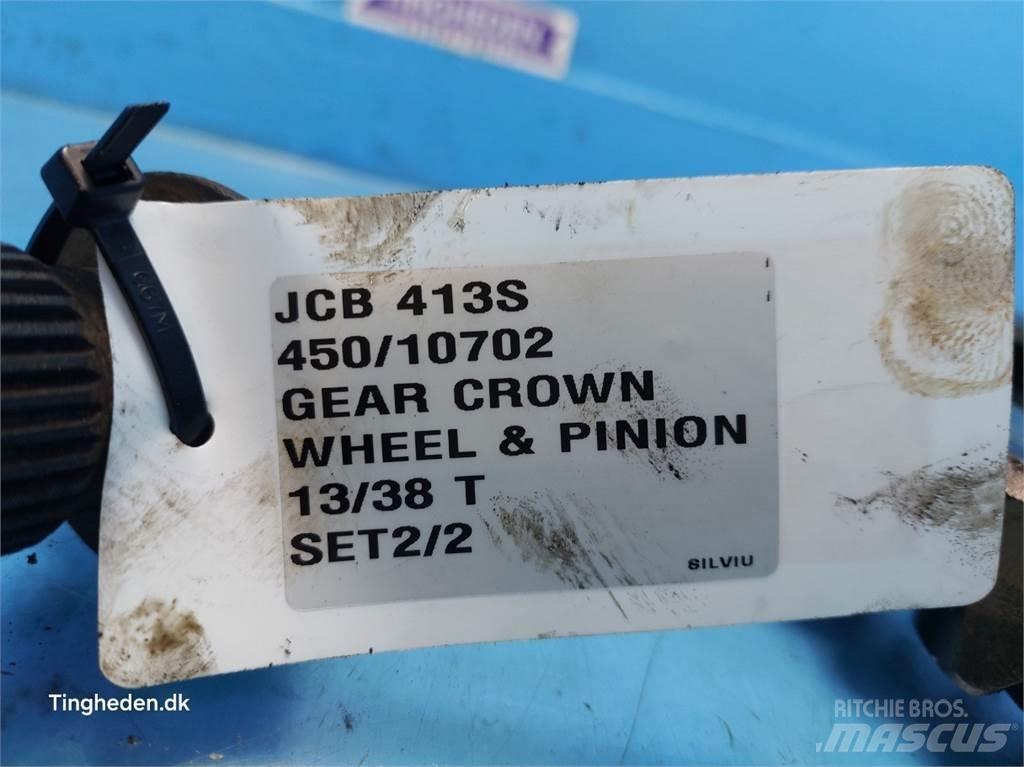 JCB 413S
450/10702
GEAR CROWN
WHEEL & PINION
13/38 T
SET2/2
SILVIU
Tingheden.dk
RITCHIE BROS.
MASCUS